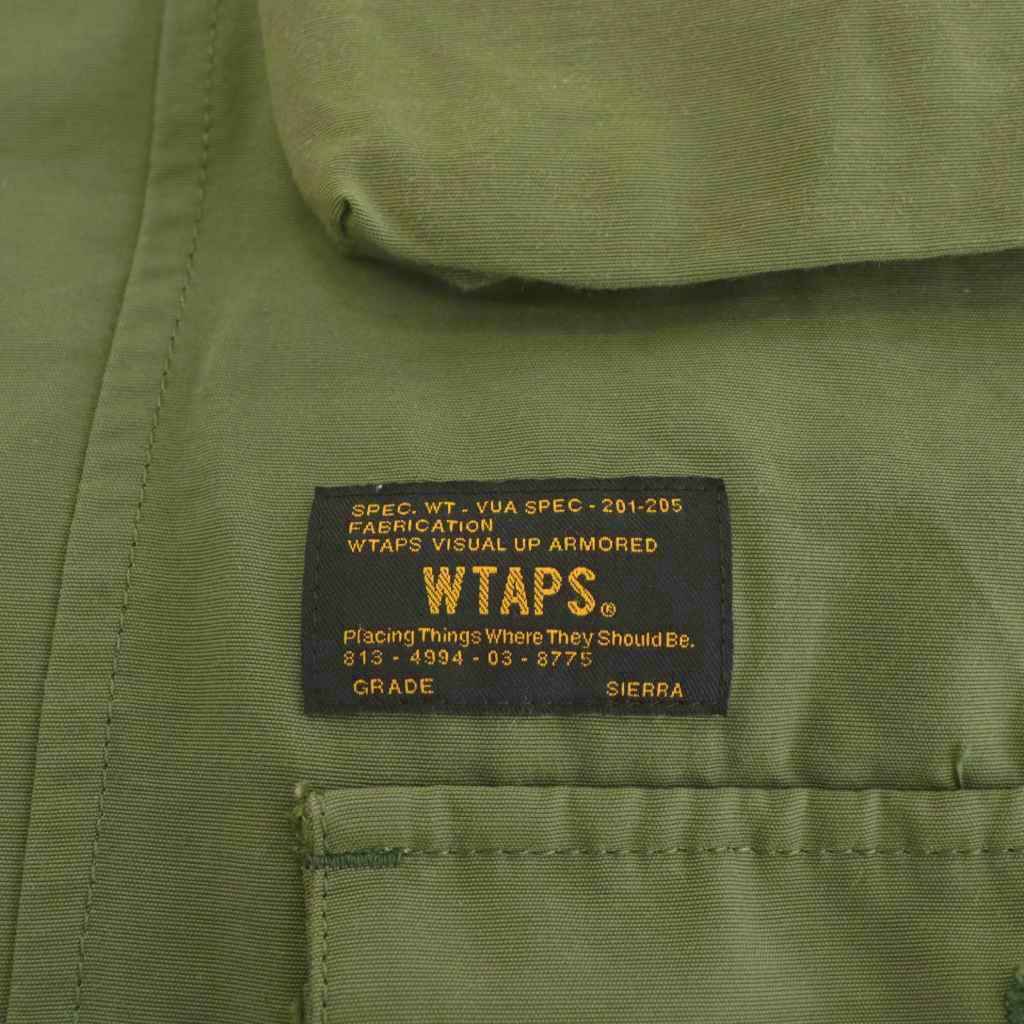 SPEC. WT - VUA SPEC - 201-205
FABRICATION
WTAPS VISUAL UP ARMORED
WTAPS.®
Placing Things Where They Should Be.
813 - 4994 - 03 - 8775
GRADE SIERRA